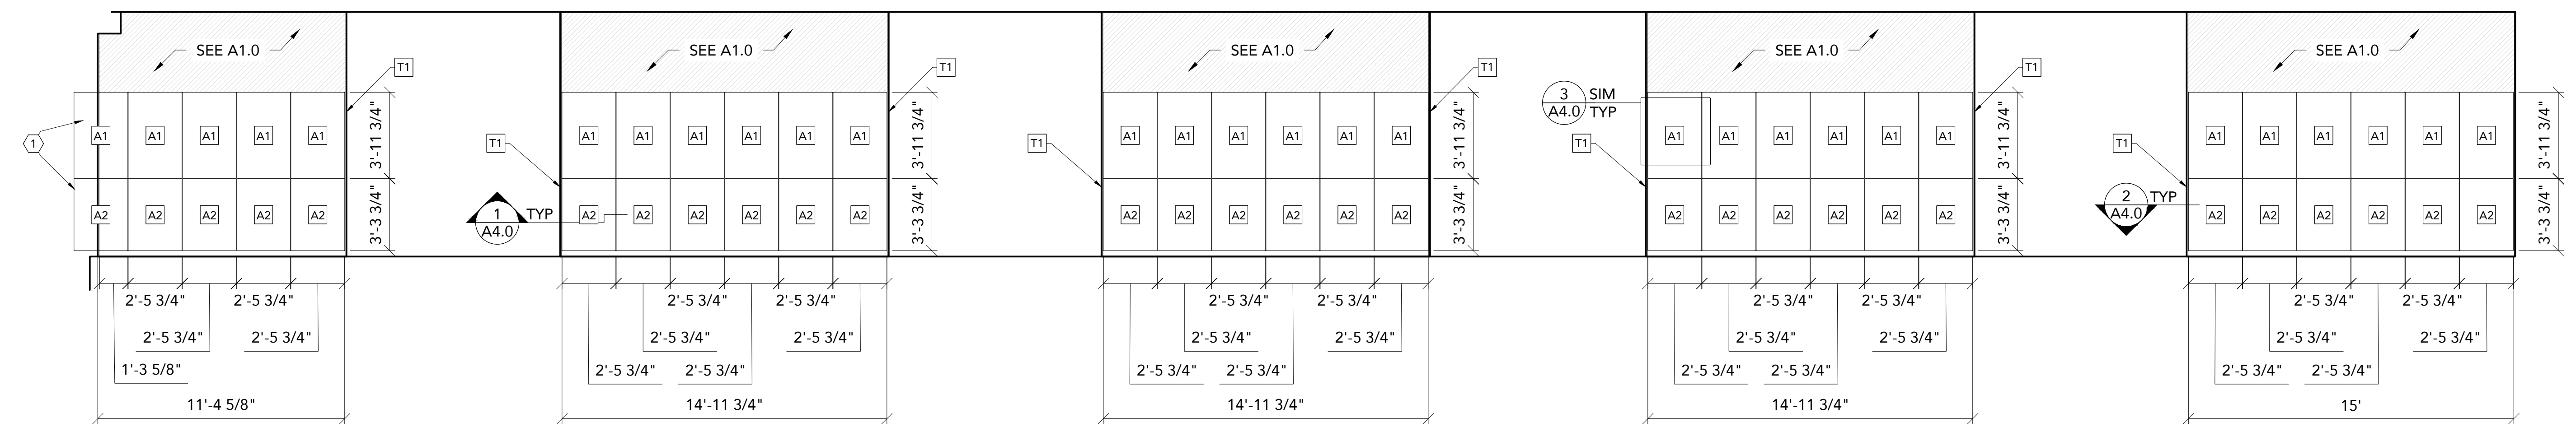 SEE A1.0 SEE A1.0 SEE A1.0 SEE A1.0 SEE A1.0
T1 T1 T1 T1
3 SIM
A4.0 TYP
1 A1 A1 A1 A1 A1 3'-11 3/4" T1 A1 A1 A1 A1 A1 A1 3'-11 3/4" T1 A1 A1 A1 A1 A1 A1 3'-11 3/4" T1 A1 A1 A1 A1 A1 A1 3'-11 3/4" T1 A1 A1 A1 A1 A1 A1 3'-11 3/4"
A2 A2 A2 A2 A2 3'-3 3/4" 1 TYP A4.0 A2 A2 A2 A2 A2 A2 3'-3 3/4" A2 A2 A2 A2 A2 A2 3'-3 3/4" A2 A2 A2 A2 A2 A2 3'-3 3/4" 2 TYP A4.0 A2 A2 A2 A2 A2 A2 3'-3 3/4"
2'-5 3/4" 2'-5 3/4" 2'-5 3/4" 2'-5 3/4" 2'-5 3/4" 2'-5 3/4" 2'-5 3/4" 2'-5 3/4" 2'-5 3/4" 2'-5 3/4"
2'-5 3/4" 2'-5 3/4" 2'-5 3/4" 2'-5 3/4" 2'-5 3/4" 2'-5 3/4" 2'-5 3/4" 2'-5 3/4" 2'-5 3/4" 2'-5 3/4"
1'-3 5/8" 2'-5 3/4" 2'-5 3/4" 2'-5 3/4" 2'-5 3/4" 2'-5 3/4" 2'-5 3/4" 2'-5 3/4" 2'-5 3/4"
11'-4 5/8" 14'-11 3/4" 14'-11 3/4" 14'-11 3/4" 15'